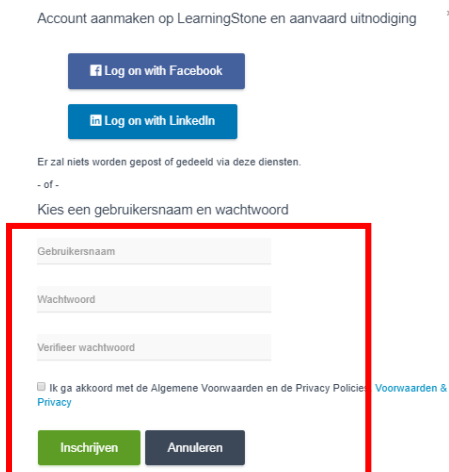 Account aanmaken op LearningStone en aanvaard uitnodiging
Log on with Facebook
Log on with LinkedIn
Er zal niets worden gepost of gedeeld via deze diensten.
- of -
Kies een gebruikersnaam en wachtwoord
Gebruikersnaam
Wachtwoord
Verifieer wachtwoord
Ik ga akkoord met de Algemene Voorwaarden en de Privacy Policies Voorwaarden &
Privacy
Inschrijven Annuleren